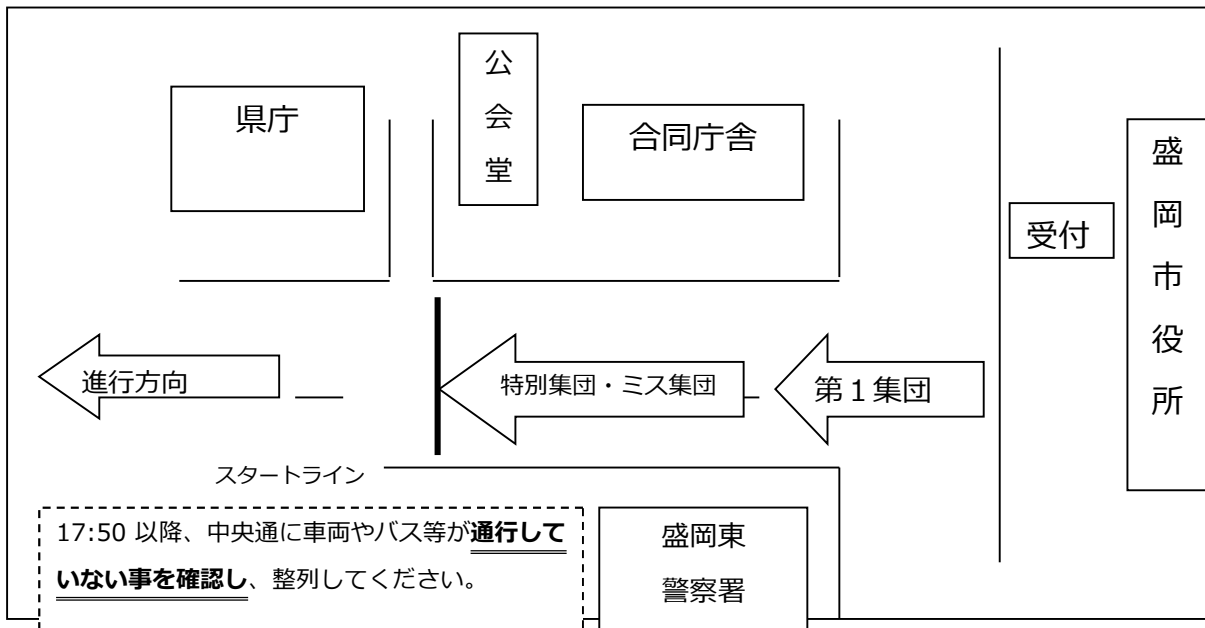 県庁
公会堂
合同庁舎
盛岡市役所
受付
進行方向
特別集団・ミス集団
第１集団
スタートライン
17:50 以降、中央通に車両やバス等が通行して
いない事を確認し、整列してください。
盛岡東
警察署